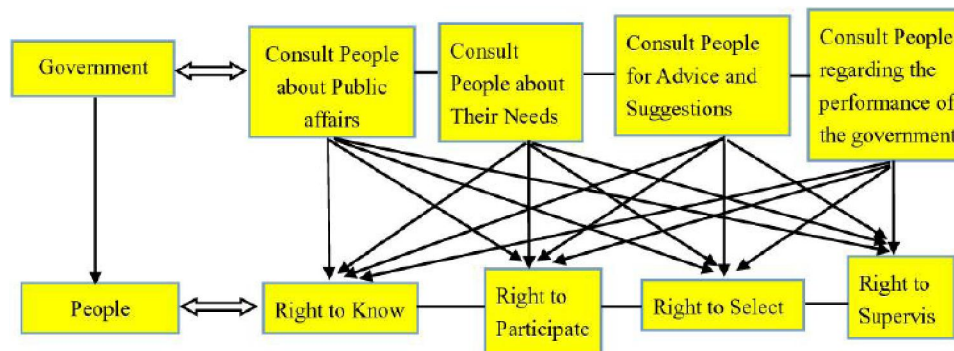 Government
Consult People
about Public
affairs
Consult
People about
Their Needs
Consult People
for Advice and
Suggestions
Consult People
regarding the
performance of
the government
People
Right to Know
Right to
Participate
Right to Select
Right to
Supervis